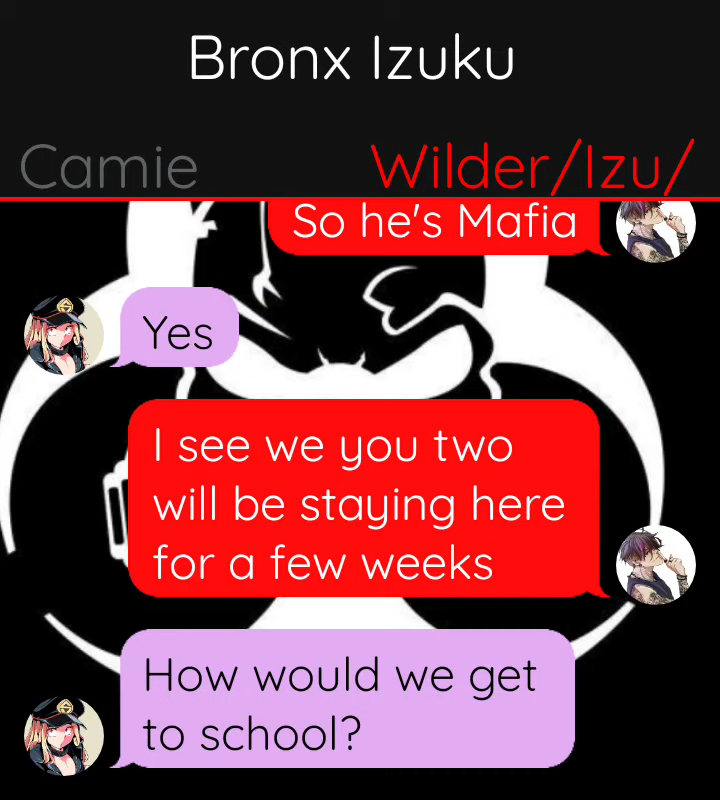 Bronx Izuku
Camie
Wilder/Izu/
So he's Mafia
Yes
I see we you two
will be staying here
for a few weeks
How would we get
to school?